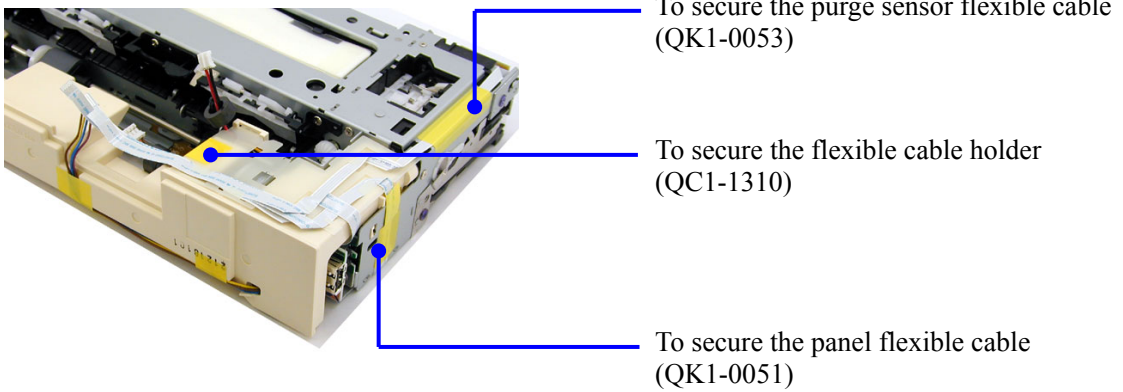 To secure the purge sensor flexible cable
(QK1-0053)
To secure the flexible cable holder
(QC1-1310)
To secure the panel flexible cable
(QK1-0051)